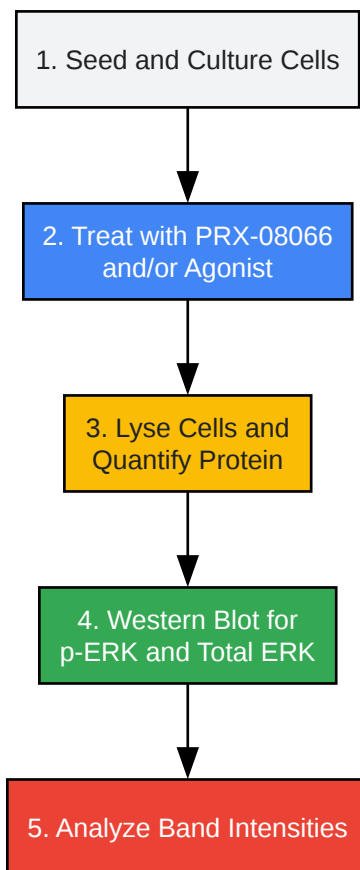 1. Seed and Culture Cells
2. Treat with PRX-08066
and/or Agonist
3. Lyse Cells and
Quantify Protein
4. Western Blot for
p-ERK and Total ERK
5. Analyze Band Intensities